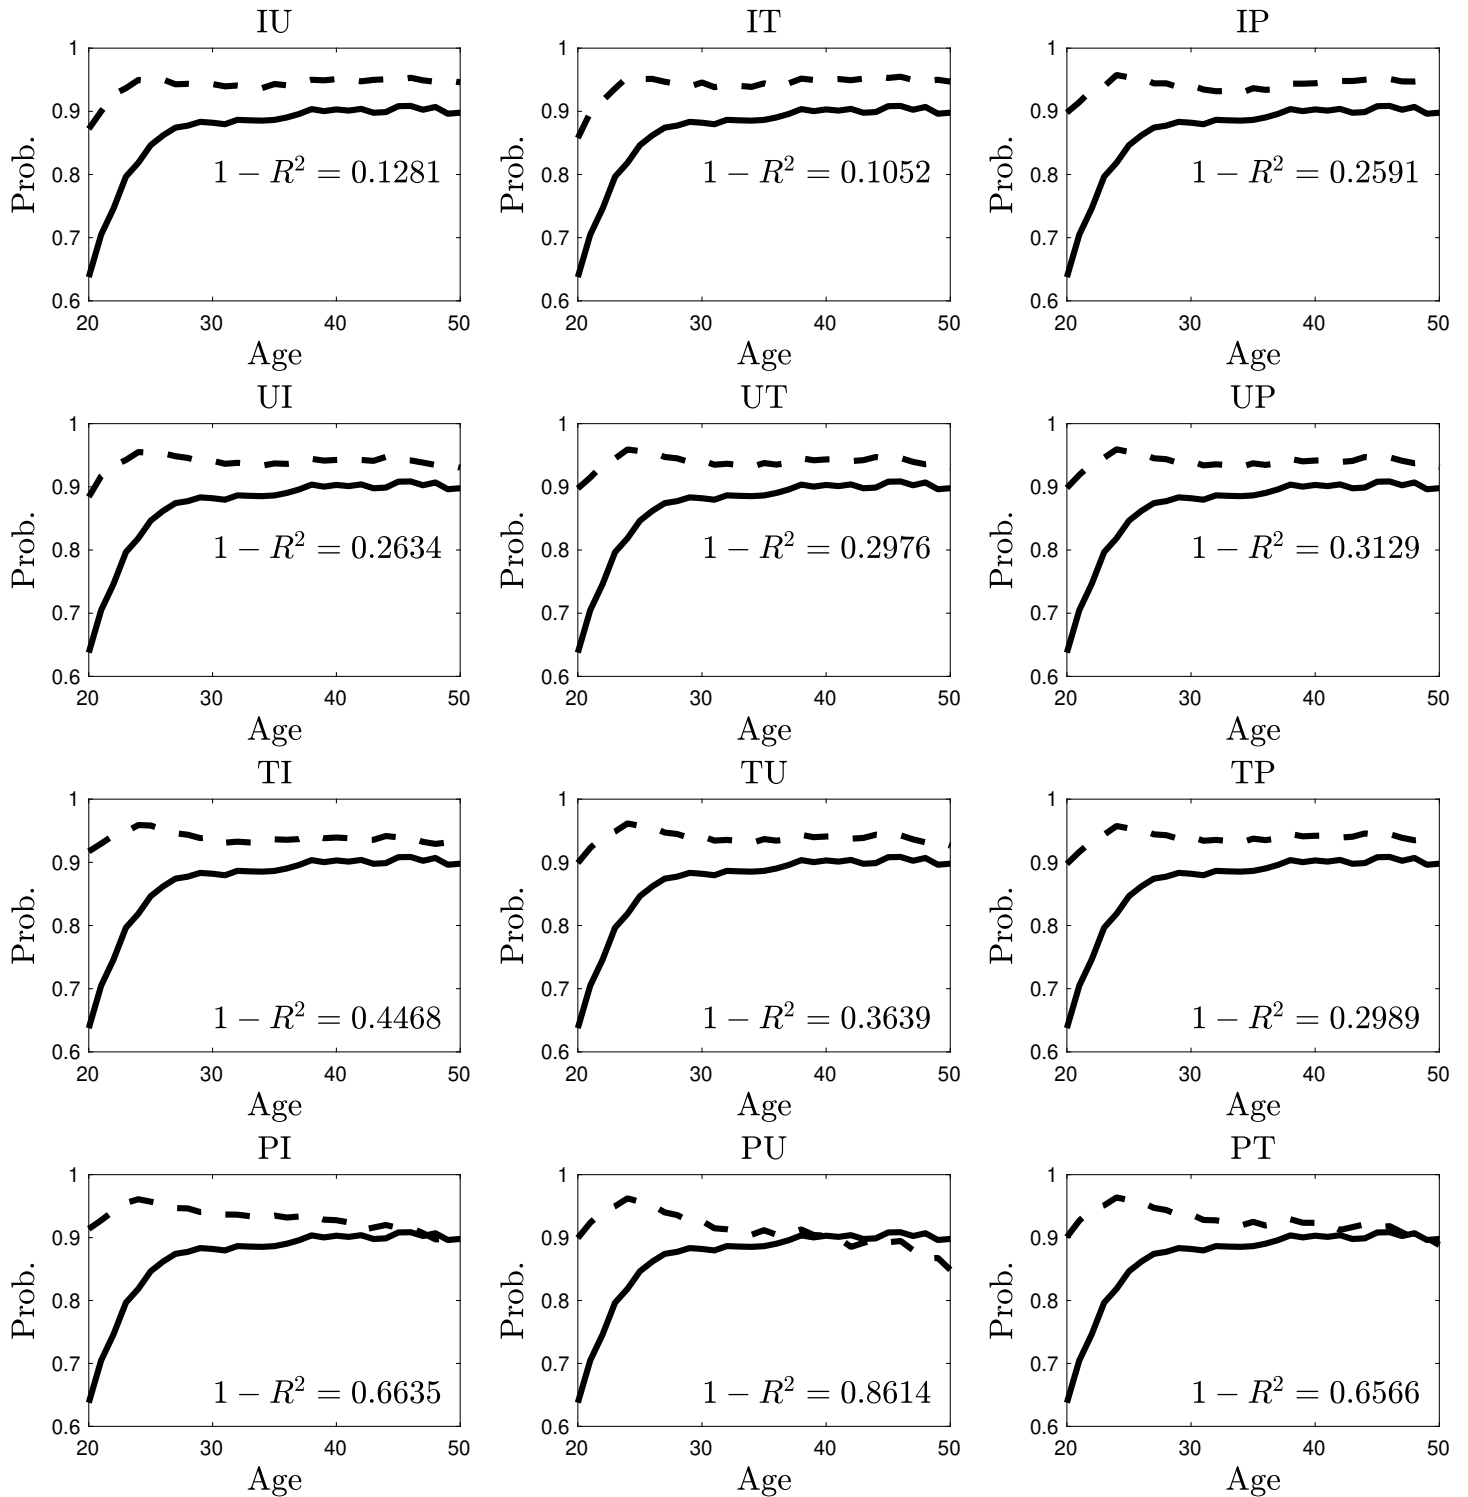 IU
1
0.9
0.8
0.7
0.6
Prob.
1 − R² = 0.1281
20 30 40 50
Age
IT
1
0.9
0.8
0.7
0.6
Prob.
1 − R² = 0.1052
20 30 40 50
Age
IP
1
0.9
0.8
0.7
0.6
Prob.
1 − R² = 0.2591
20 30 40 50
Age
UI
1
0.9
0.8
0.7
0.6
Prob.
1 − R² = 0.2634
20 30 40 50
Age
UT
1
0.9
0.8
0.7
0.6
Prob.
1 − R² = 0.2976
20 30 40 50
Age
UP
1
0.9
0.8
0.7
0.6
Prob.
1 − R² = 0.3129
20 30 40 50
Age
TI
1
0.9
0.8
0.7
0.6
Prob.
1 − R² = 0.4468
20 30 40 50
Age
TU
1
0.9
0.8
0.7
0.6
Prob.
1 − R² = 0.3639
20 30 40 50
Age
TP
1
0.9
0.8
0.7
0.6
Prob.
1 − R² = 0.2989
20 30 40 50
Age
PI
1
0.9
0.8
0.7
0.6
Prob.
1 − R² = 0.6635
20 30 40 50
Age
PU
1
0.9
0.8
0.7
0.6
Prob.
1 − R² = 0.8614
20 30 40 50
Age
PT
1
0.9
0.8
0.7
0.6
Prob.
1 − R² = 0.6566
20 30 40 50
Age